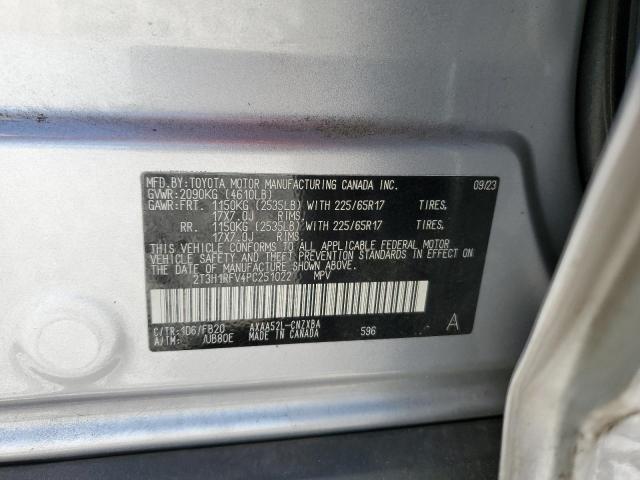 MFD.BY:TOYOTA MOTOR MANUFACTURING CANADA INC. 09/23
GVWR:2090KG (4610LB)
GAWR:FRT. 1150KG (2535LB) WITH 225/65R17 TIRES,
17X7.0J RIMS,
RR. 1150KG (2535LB) WITH 225/65R17 TIRES,
17X7.0J RIMS,
THIS VEHICLE CONFORMS TO ALL APPLICABLE FEDERAL MOTOR
VEHICLE SAFETY AND THEFT PREVENTION STANDARDS IN EFFECT
ON THE DATE OF MANUFACTURE SHOWN ABOVE.
2T3H1RFV4PC251022 MPV
C/TR:1D6/FB20 AXAA52L-CNZXBA 596 A
A/TM: /UB80E MADE IN CANADA